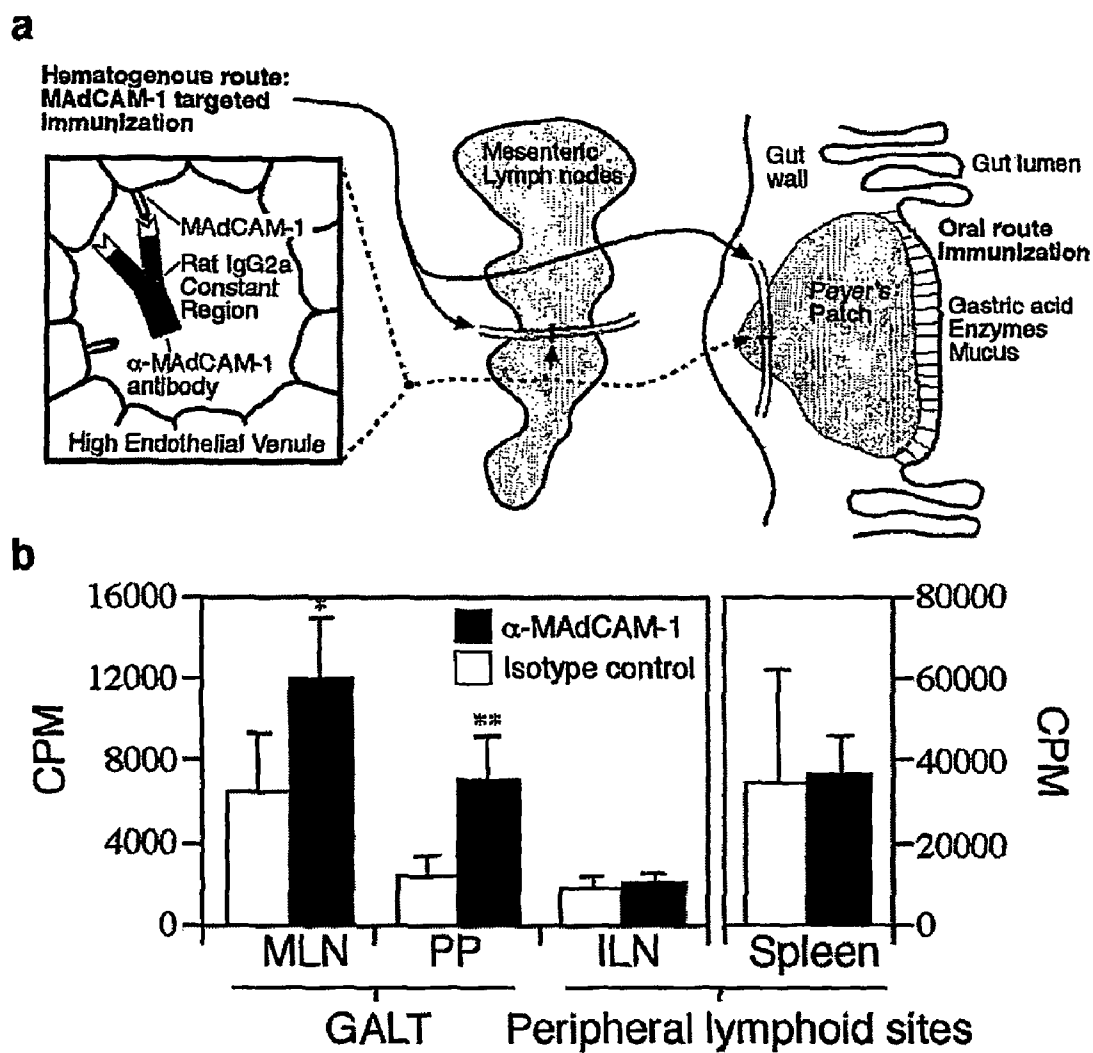 a
Hematogenous route:
MAdCAM-1 targeted
immunization
MAdCAM-1
Rat IgG2a
Constant
Region
α-MAdCAM-1
antibody
High Endothelial Venule
Mesenteric
Lymph nodes
Gut
wall
Gut lumen
Oral route
Immunization
Peyer's
Patch
Gastric acid
Enzymes
Mucus
b
16000
12000
8000
4000
0
CPM
*
**
α-MAdCAM-1
Isotype control
80000
60000
40000
20000
0
CPM
MLN PP ILN Spleen
GALT Peripheral lymphoid sites